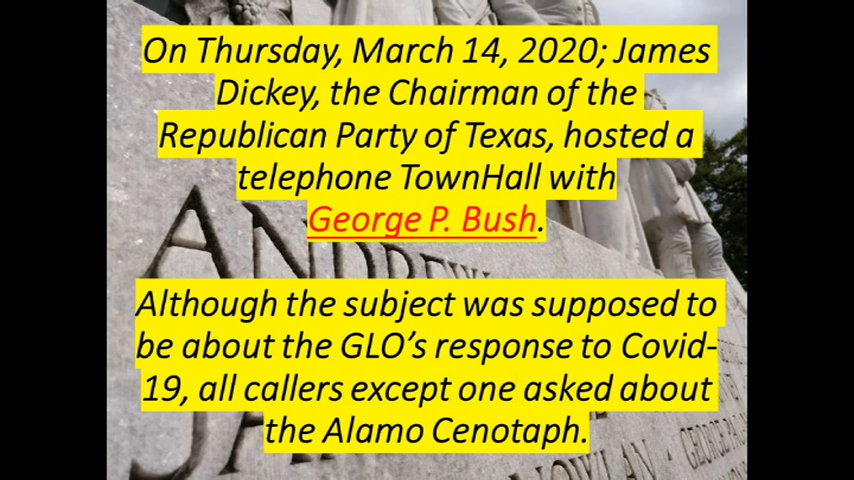 On Thursday, March 14, 2020; James
Dickey, the Chairman of the
Republican Party of Texas, hosted a
telephone TownHall with
George P. Bush.
Although the subject was supposed to
be about the GLO's response to Covid-
19, all callers except one asked about
the Alamo Cenotaph.